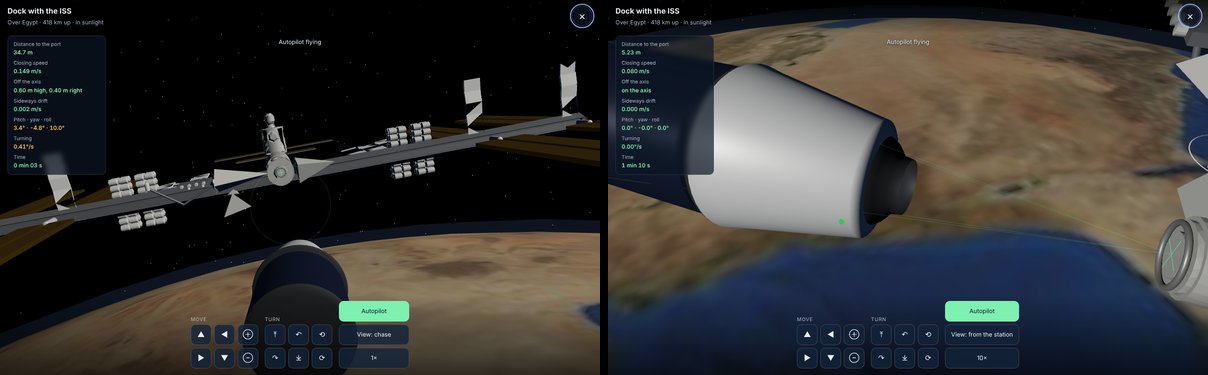 Dock with the ISS
Over Egypt · 418 km up · in sunlight
Autopilot flying
Distance to the port
34.7 m
Closing speed
0.149 m/s
Off the axis
0.60 m high, 0.40 m right
Sideways drift
0.002 m/s
Pitch · yaw · roll
3.4° · -4.8° · 10.0°
Turning
0.41°/s
Time
0 min 03 s
MOVE
TURN
Autopilot
View: chase
1×
Dock with the ISS
Over Egypt · 418 km up · in sunlight
Autopilot flying
Distance to the port
5.23 m
Closing speed
0.080 m/s
Off the axis
on the axis
Sideways drift
0.000 m/s
Pitch · yaw · roll
0.0° · -0.0° · 0.0°
Turning
0.00°/s
Time
1 min 10 s
MOVE
TURN
Autopilot
View: from the station
10×